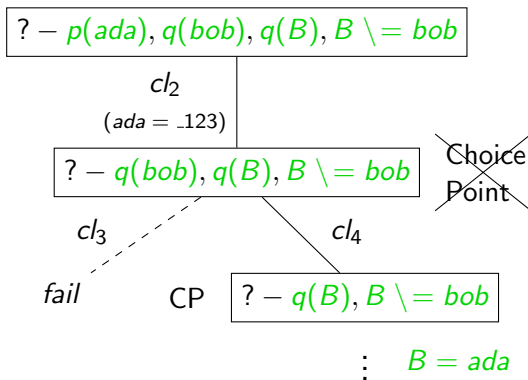 ? − p(ada), q(bob), q(B), B \ = bob
cl2
(ada = _123)
? − q(bob), q(B), B \ = bob
Choice
Point
cl3
cl4
fail
CP
? − q(B), B \ = bob
⋮
B = ada